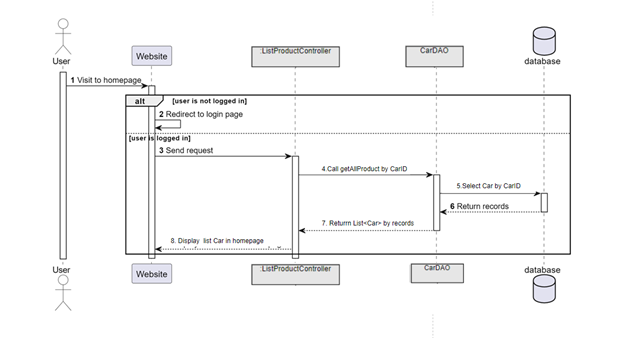 User
Website
:ListProductController
CarDAO
database
1 Visit to homepage
alt
[user is not logged in]
2 Redirect to login page
[user is logged in]
3 Send request
4.Call getAllProduct by CarID
5.Select Car by CarID
6 Return records
7. Return List<Car> by records
8. Display list Car in homepage
User
Website
:ListProductController
CarDAO
database